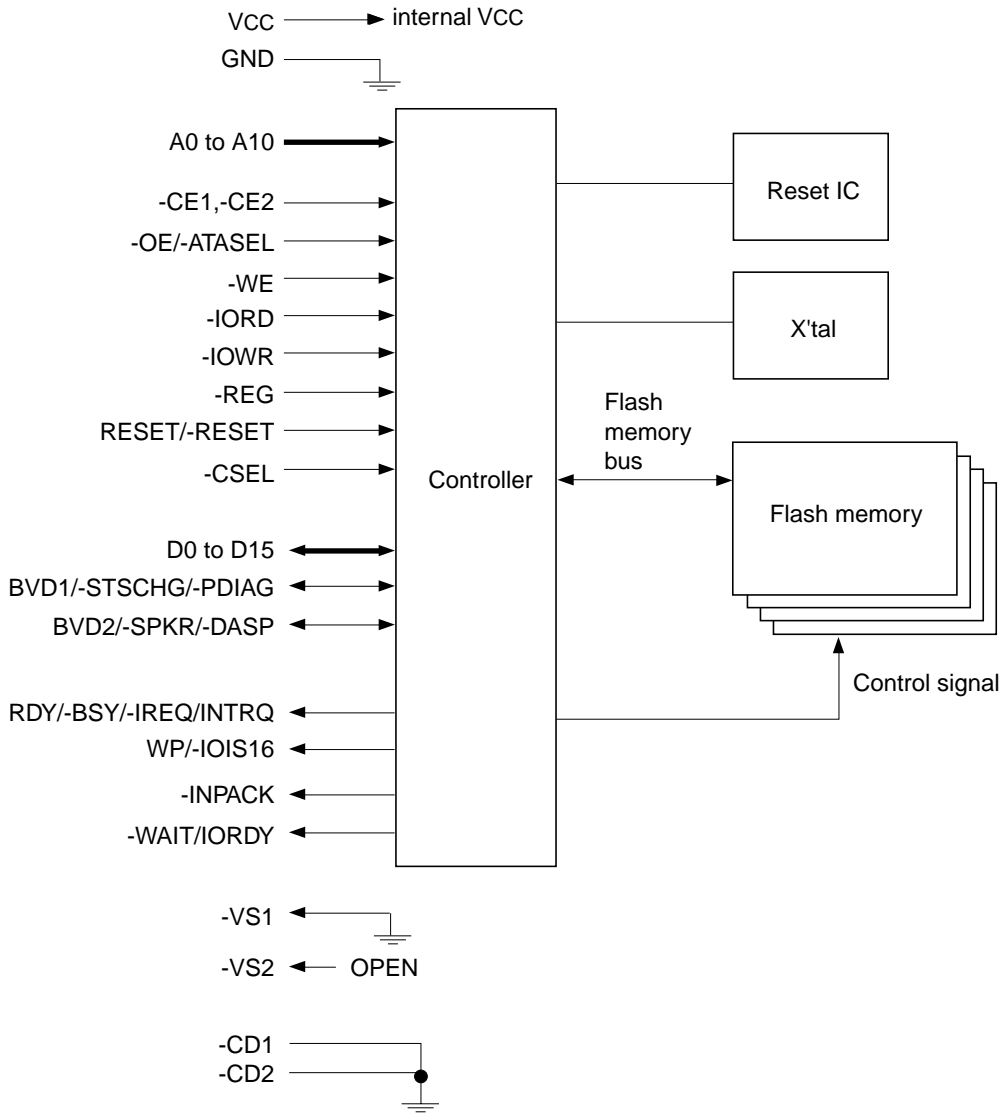 VCC
internal VCC
GND
A0 to A10
-CE1,-CE2
-OE/-ATASEL
-WE
-IORD
-IOWR
-REG
RESET/-RESET
-CSEL
D0 to D15
BVD1/-STSCHG/-PDIAG
BVD2/-SPKR/-DASP
RDY/-BSY/-IREQ/INTRQ
WP/-IOIS16
-INPACK
-WAIT/IORDY
Controller
Reset IC
X'tal
Flash
memory
bus
Flash memory
Control signal
-VS1
-VS2
OPEN
-CD1
-CD2